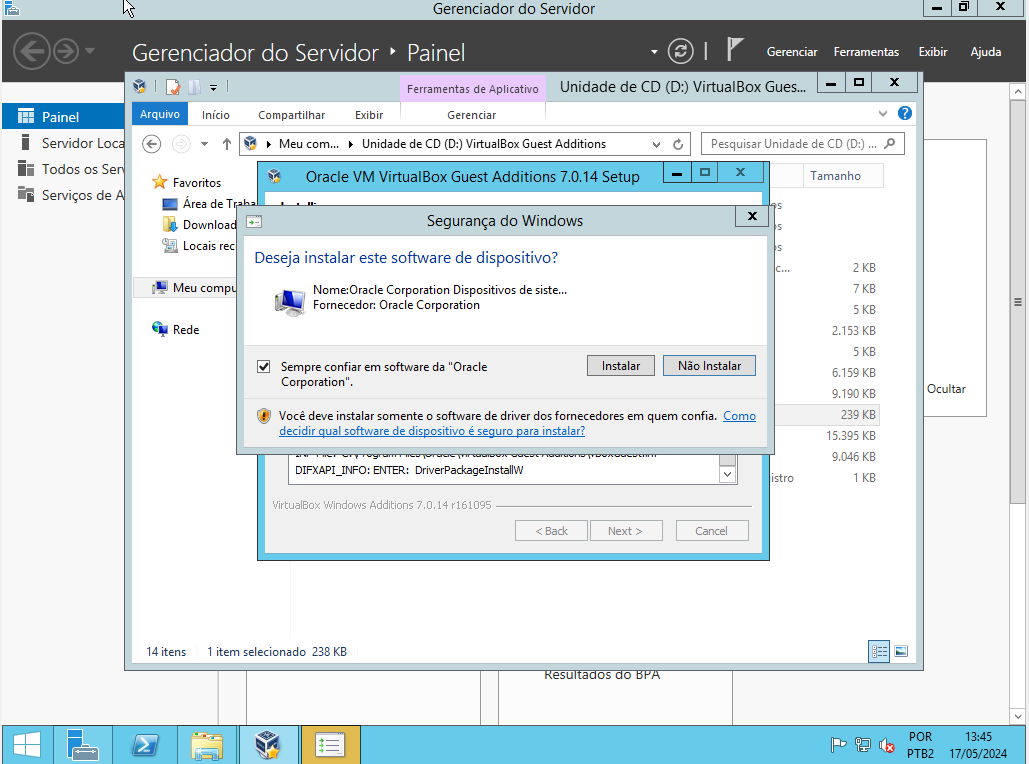 Gerenciador do Servidor
Gerenciador do Servidor ‣ Painel
Gerenciar Ferramentas Exibir Ajuda
Ferramentas de Aplicativo
Unidade de CD (D:) VirtualBox Gues...
Arquivo Início Compartilhar Exibir Gerenciar
Meu com... Unidade de CD (D:) VirtualBox Guest Additions
Pesquisar Unidade de CD (D:) ...
Painel
Servidor Loca
Todos os Serv
Serviços de A
Favoritos
Área de Traba
Download
Locais rec
Meu compu
Rede
Tamanho
Oracle VM VirtualBox Guest Additions 7.0.14 Setup
Segurança do Windows
Deseja instalar este software de dispositivo?
Nome:Oracle Corporation Dispositivos de siste...
Fornecedor: Oracle Corporation
Sempre confiar em software da "Oracle
Corporation".
Instalar Não Instalar
Você deve instalar somente o software de driver dos fornecedores em quem confia. Como
decidir qual software de dispositivo é seguro para instalar?
DIFXAPI_INFO: ENTER: DriverPackageInstallW
VirtualBox Windows Additions 7.0.14 r161095
< Back Next > Cancel
c... 2 KB
7 KB
5 KB
2.153 KB
5 KB
6.159 KB
9.190 KB
239 KB
15.395 KB
9.046 KB
istro 1 KB
Ocultar
14 itens 1 item selecionado 238 KB
Resultados do BPA
POR
PTB2
13:45
17/05/2024